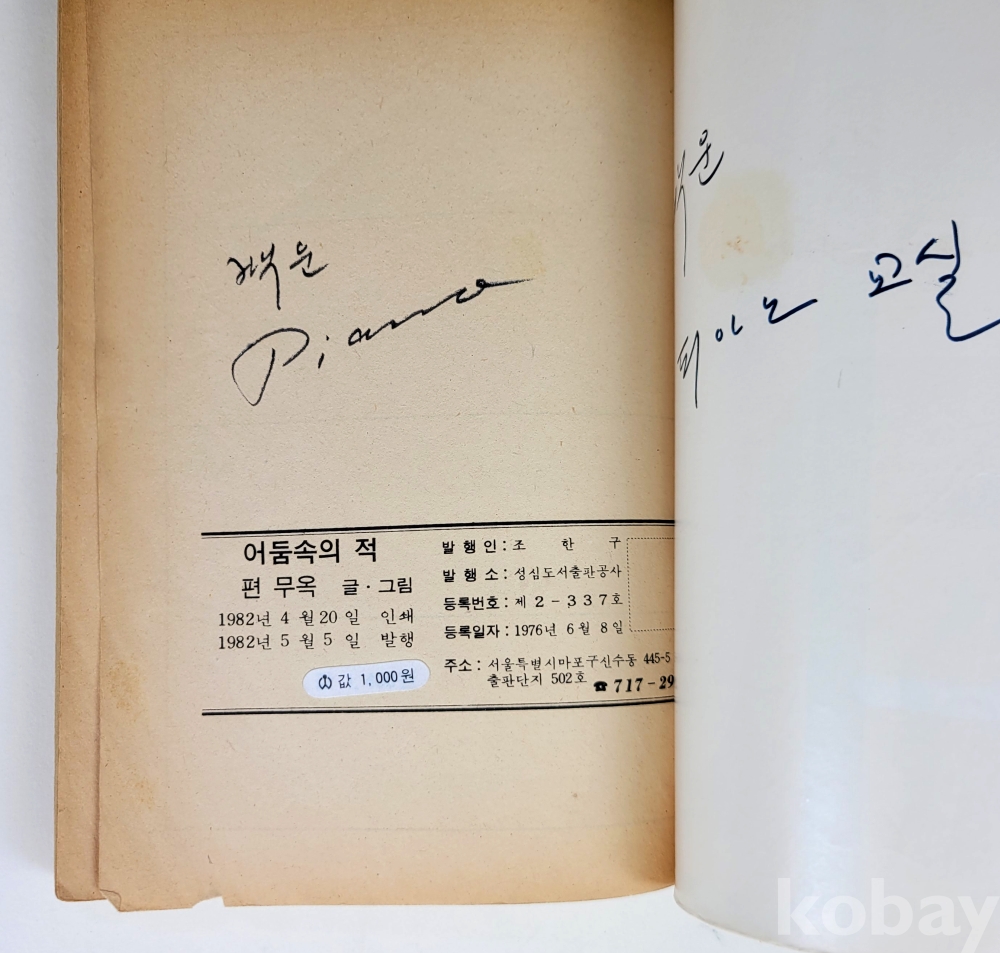 백운
Piano
어둠속의 적
편 무옥 글·그림
1982년 4월 20일 인쇄
1982년 5월 5일 발행
값 1,000원
발행인: 조 한 구
발행소: 성심도서출판공사
등록번호: 제 2-337호
등록일자: 1976년 6월 8일
주소: 서울특별시마포구신수동 445-5
출판단지 502호 ☎ 717-29
운
피아노 교실
kobay